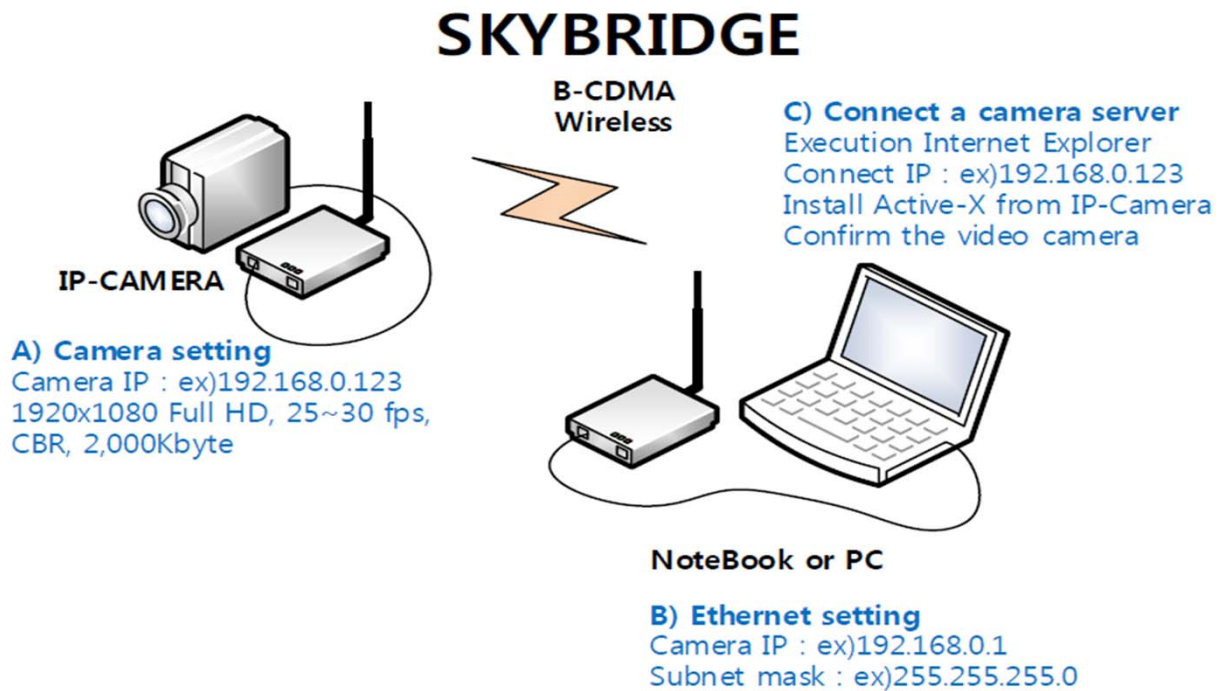 SKYBRIDGE
B-CDMA
Wireless
C) Connect a camera server
Execution Internet Explorer
Connect IP : ex)192.168.0.123
Install Active-X from IP-Camera
Confirm the video camera
IP-CAMERA
A) Camera setting
Camera IP : ex)192.168.0.123
1920x1080 Full HD, 25~30 fps,
CBR, 2,000Kbyte
NoteBook or PC
B) Ethernet setting
Camera IP : ex)192.168.0.1
Subnet mask : ex)255.255.255.0